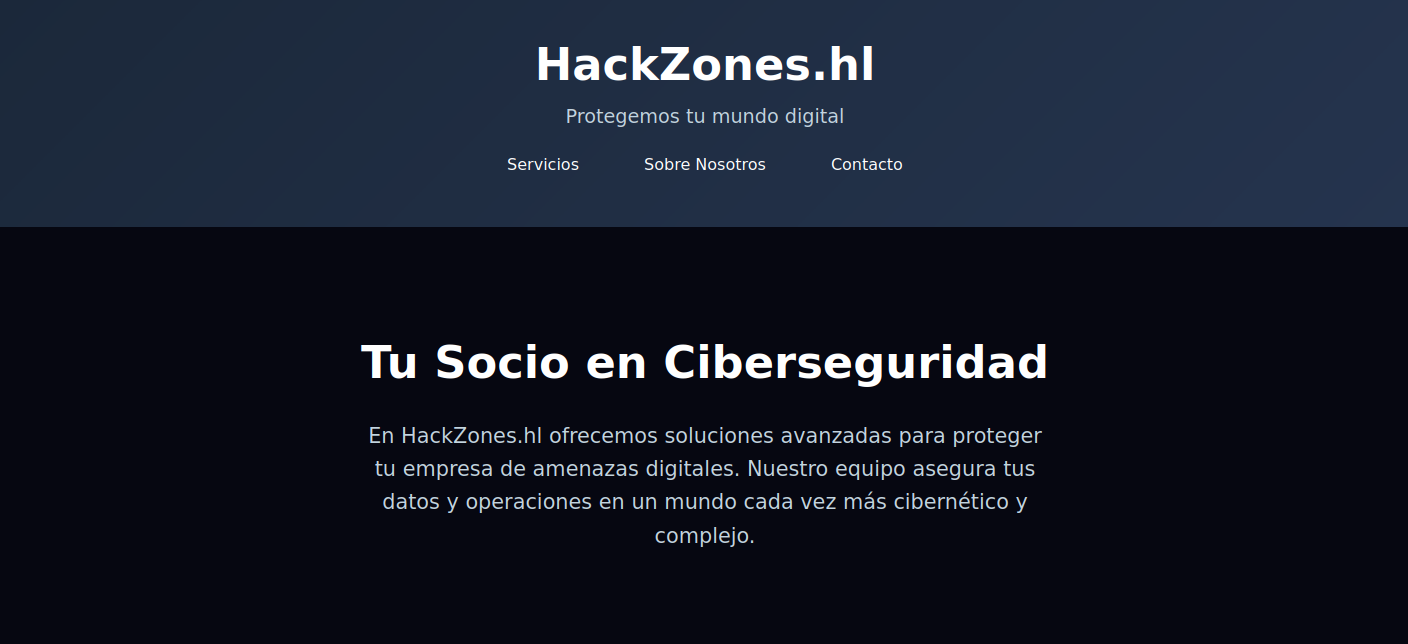 HackZones.hl
Protegemos tu mundo digital
Servicios Sobre Nosotros Contacto
Tu Socio en Ciberseguridad
En HackZones.hl ofrecemos soluciones avanzadas para proteger
tu empresa de amenazas digitales. Nuestro equipo asegura tus
datos y operaciones en un mundo cada vez más cibernético y
complejo.